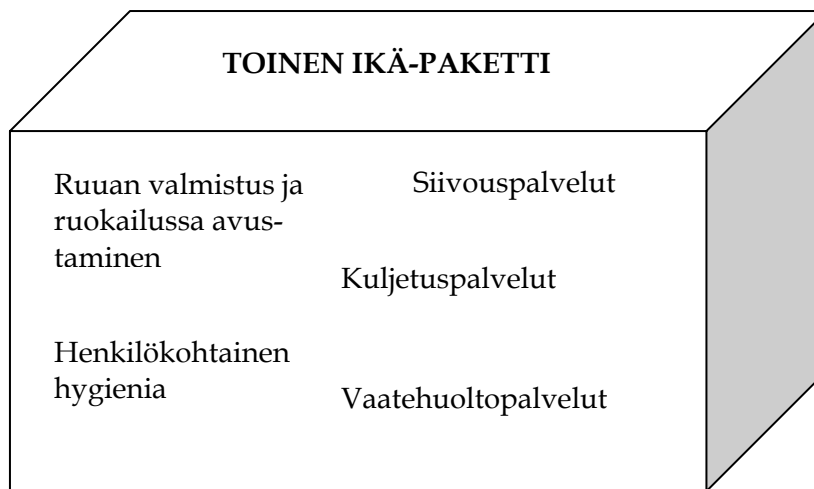 TOINEN IKÄ-PAKETTI
Ruuan valmistus ja
ruokailussa avus-
taminen
Siivouspalvelut
Kuljetuspalvelut
Henkilökohtainen
hygienia
Vaatehuoltopalvelut